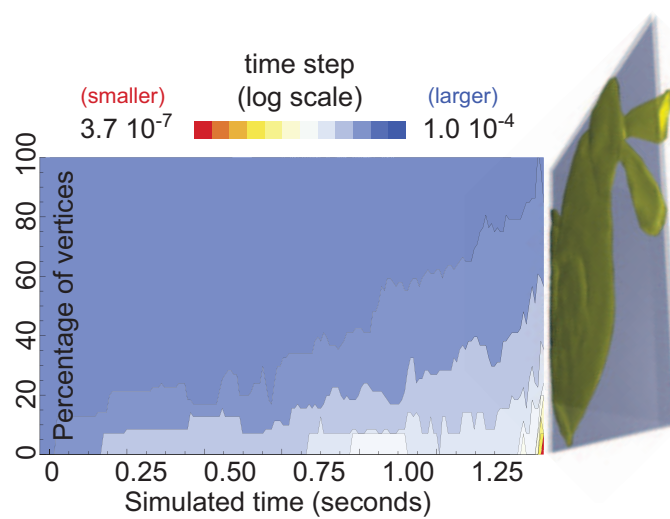 time step
(smaller) (log scale) (larger)
3.7 10-7 1.0 10-4
100
80
60
40
20
0
Percentage of vertices
0 0.25 0.50 0.75 1.00 1.25
Simulated time (seconds)